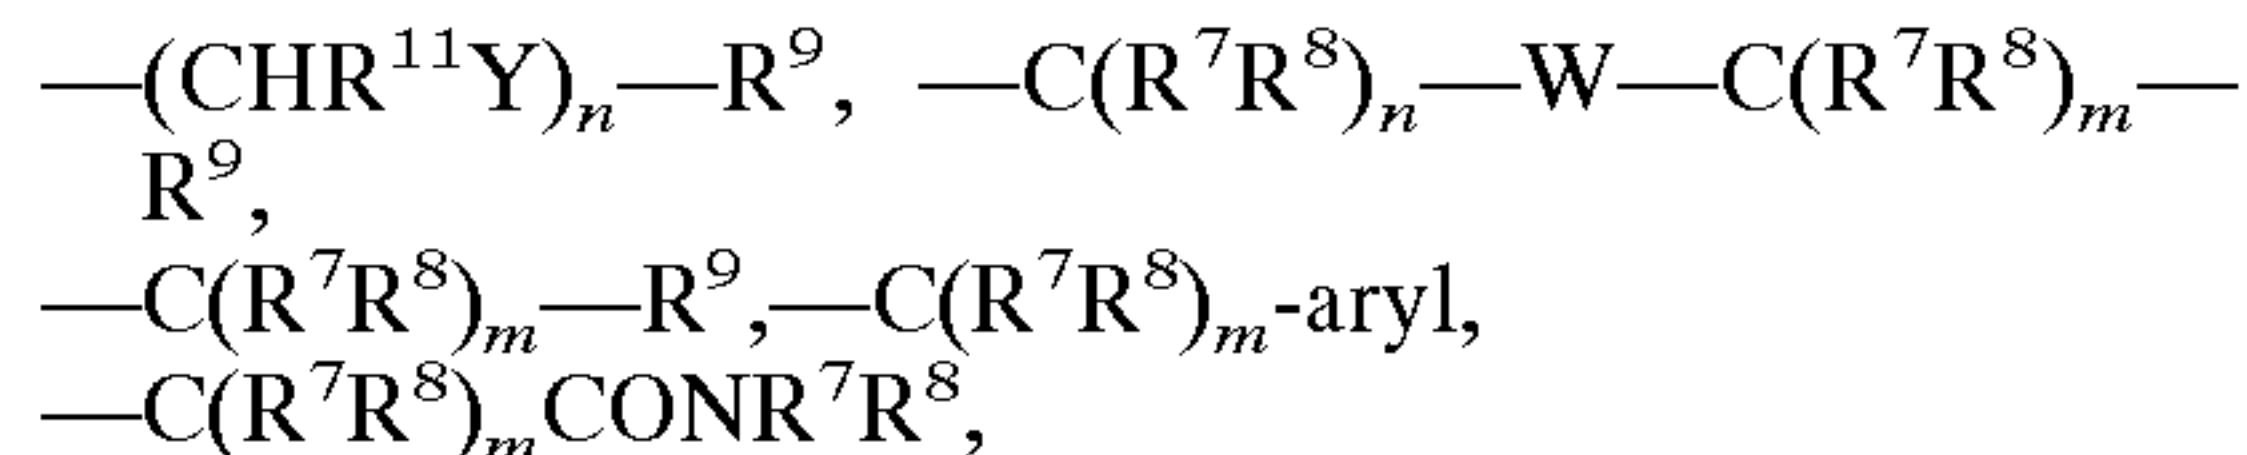 —(CHR¹¹Y)ₙ—R⁹, —C(R⁷R⁸)ₙ—W—C(R⁷R⁸)ₘ—
R⁹,
—C(R⁷R⁸)ₘ—R⁹,—C(R⁷R⁸)ₘ-aryl,
—C(R⁷R⁸)ₘCONR⁷R⁸,